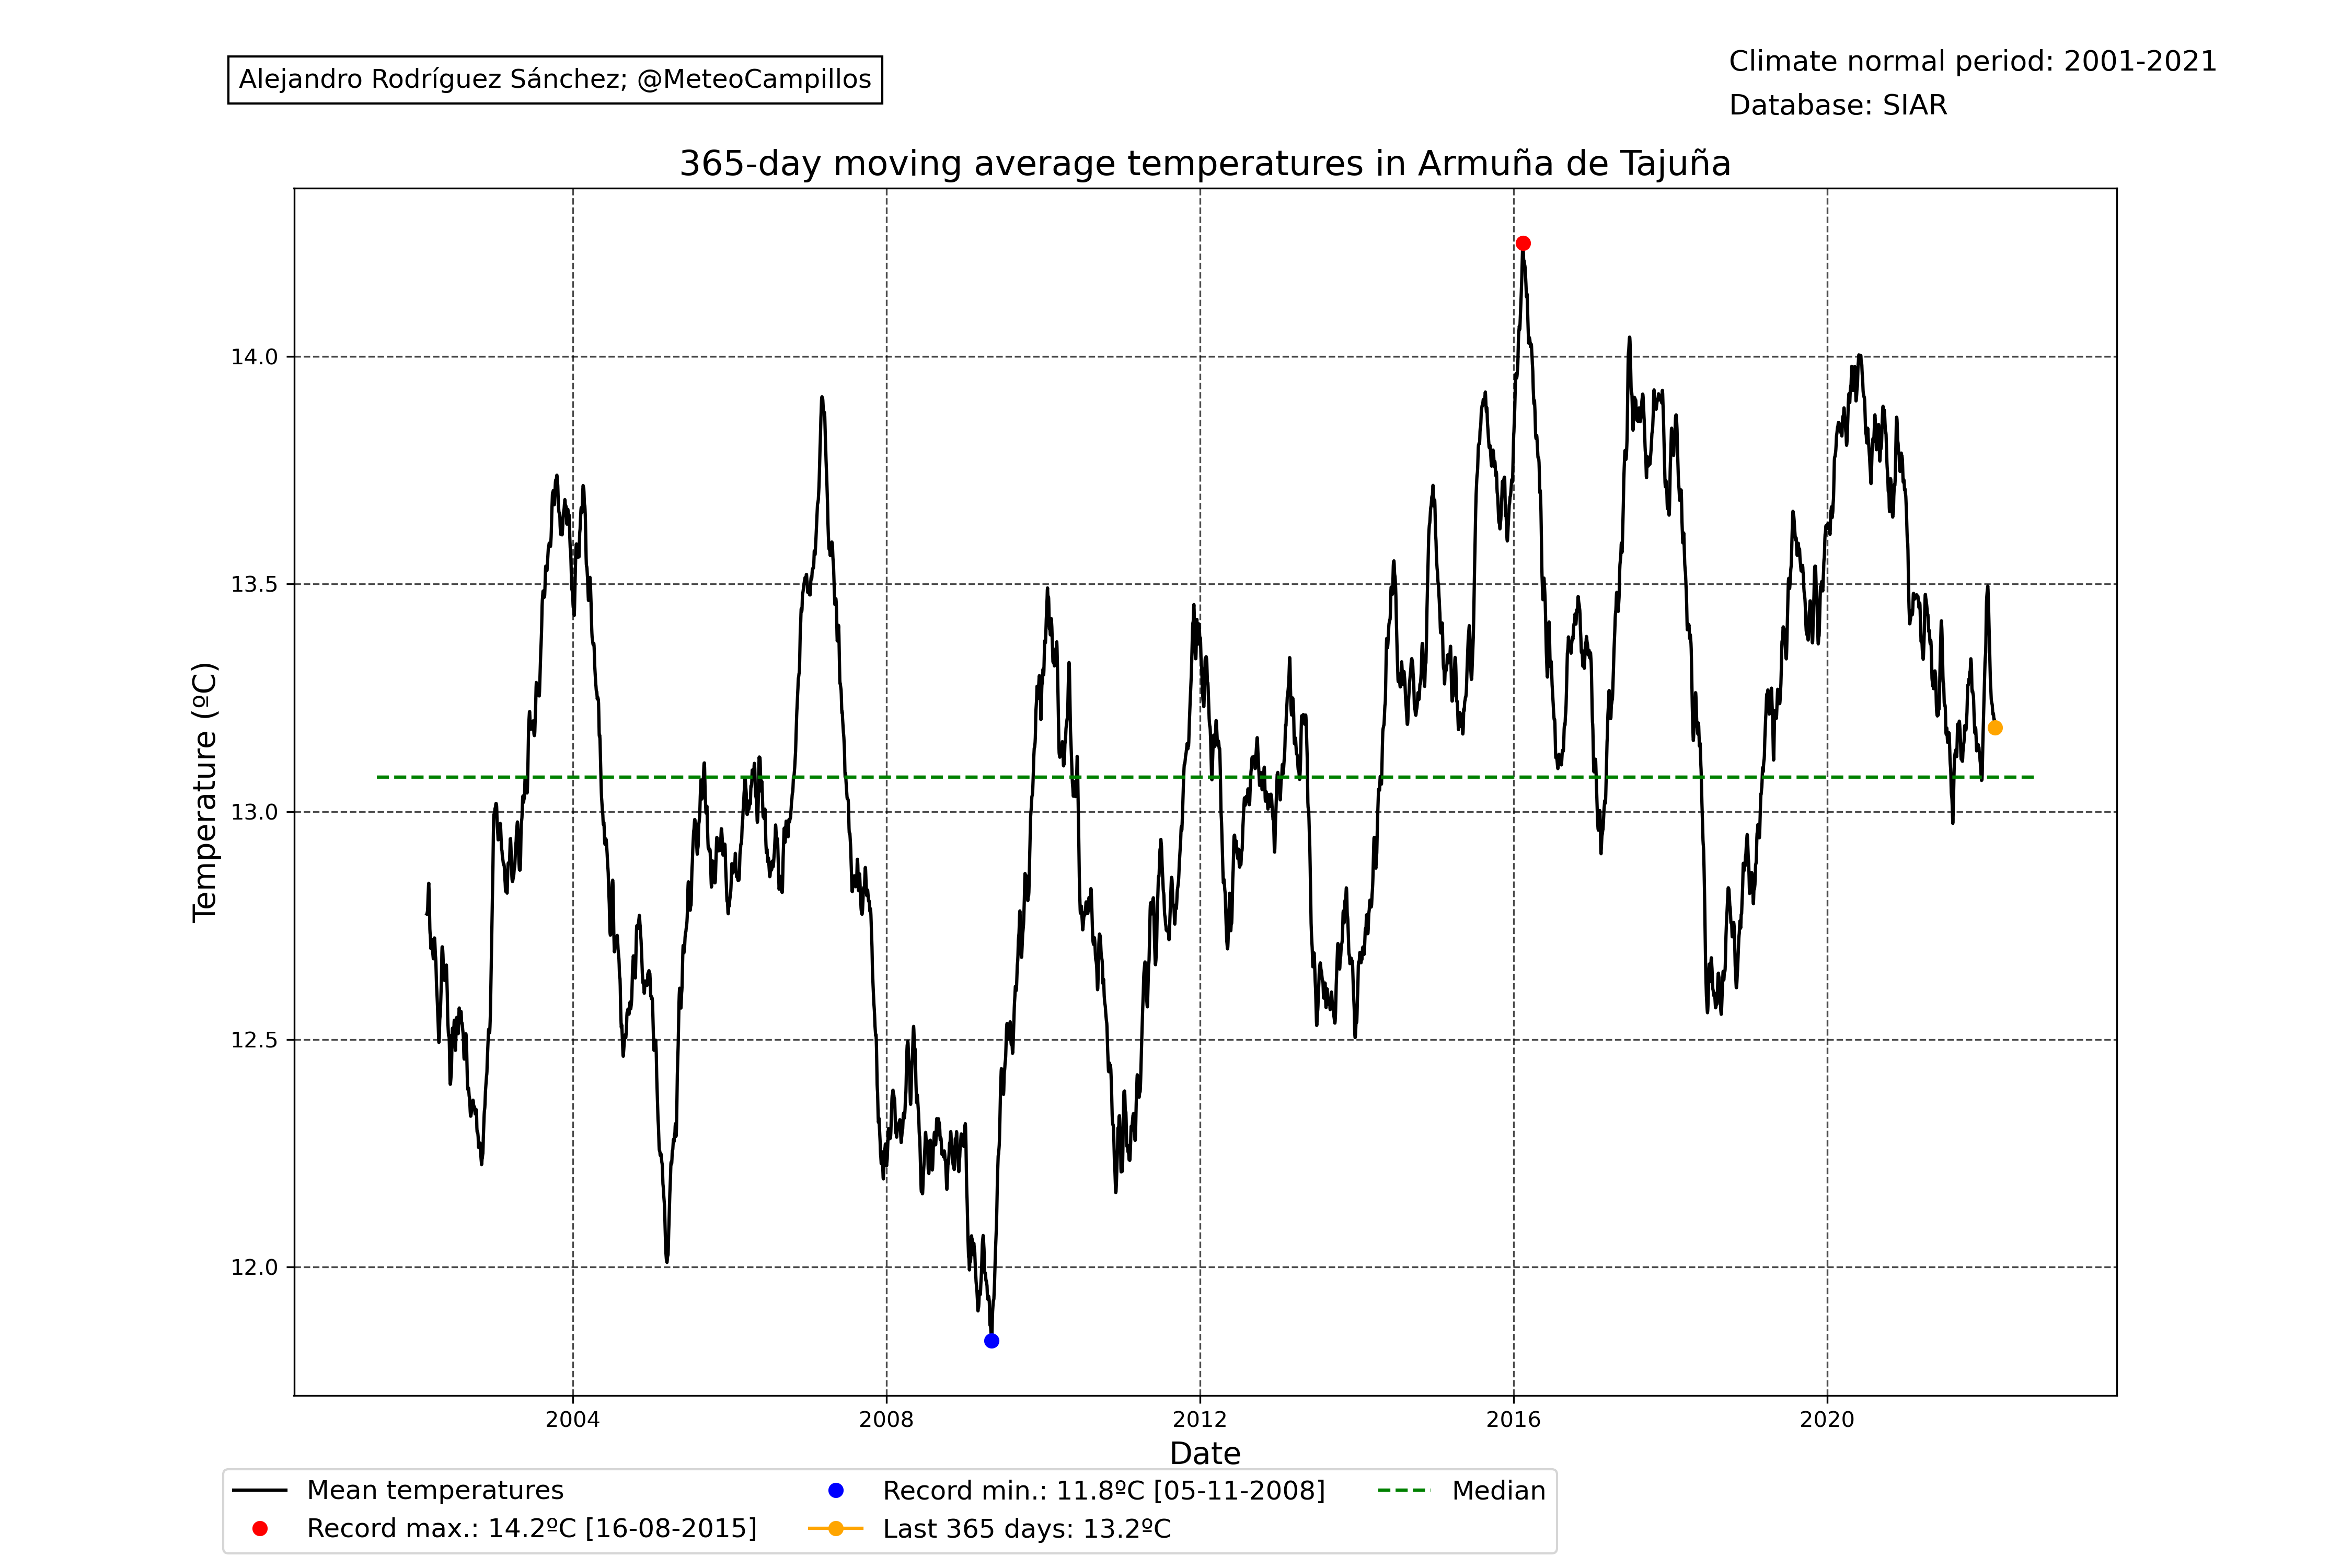 Alejandro Rodríguez Sánchez; @MeteoCampillos
Climate normal period: 2001-2021
Database: SIAR
365-day moving average temperatures in Armuña de Tajuña
Temperature (ºC)
14.0
13.5
13.0
12.5
12.0
2004 2008 2012 2016 2020
Date
Mean temperatures
Record max.: 14.2ºC [16-08-2015]
Record min.: 11.8ºC [05-11-2008]
Last 365 days: 13.2ºC
Median